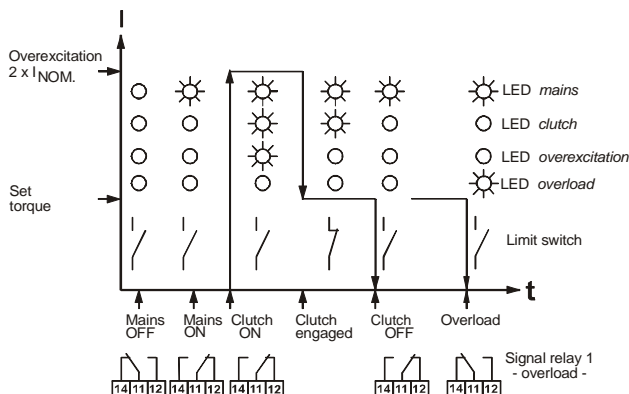 I
Overexcitation
2 x I NOM.
LED mains
LED clutch
LED overexcitation
LED overload
Set
torque
Limit switch
t
Mains
OFF
Mains
ON
Clutch
ON
Clutch
engaged
Clutch
OFF
Overload
Signal relay 1
- overload -
14 11 12
14 11 12
14 11 12
14 11 12
14 11 12